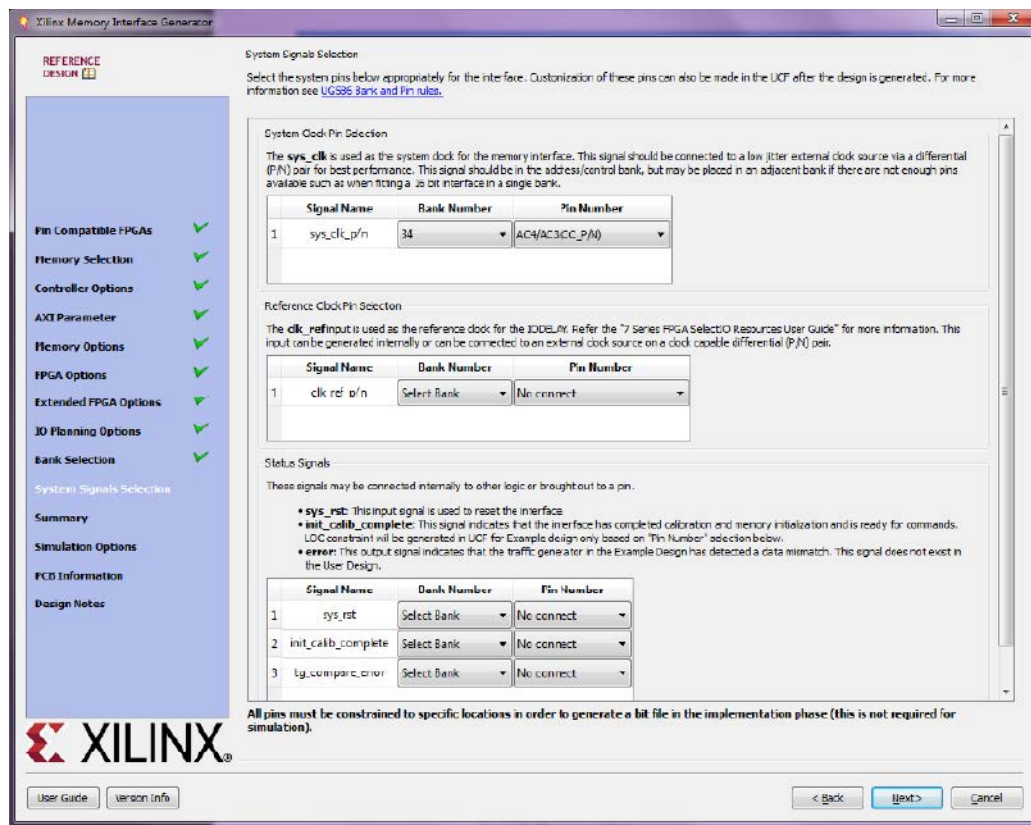 Xilinx Memory Interface Generator
REFERENCE
DESIGN
Pin Compatible FPGAs
Memory Selection
Controller Options
AXI Parameter
Memory Options
FPGA Options
Extended FPGA Options
IO Planning Options
Bank Selection
System Signals Selection
Summary
Simulation Options
PCB Information
Design Notes
XILINX®
System Signals Selection
Select the system pins below appropriately for the interface. Customization of these pins can also be made in the UCF after the design is generated. For more
information see UG586 Bank and Pin rules.
System Clock Pin Selection
The sys_clk is used as the system clock for the memory interface. This signal should be connected to a low jitter external clock source via a differential
(P/N) pair for best performance. This signal should be in the address/control bank, but may be placed in an adjacent bank if there are not enough pins
available such as when fitting a 16 bit interface in a single bank.
Signal Name Bank Number Pin Number
1 sys_clk_p/n 34 AC4/AC3(CC_P/N)
Reference Clock Pin Selection
The clk_ref input is used as the reference clock for the IODELAY. Refer the "7 Series FPGA SelectIO Resources User Guide" for more information. This
input can be generated internally or can be connected to an external clock source on a clock capable differential (P/N) pair.
Signal Name Bank Number Pin Number
1 clk_ref_p/n Select Bank No connect
Status Signals
These signals may be connected internally to other logic or brought out to a pin.
• sys_rst: This input signal is used to reset the interface
• init_calib_complete: This signal indicates that the interface has completed calibration and memory initialization and is ready for commands.
LOC constraint will be generated in UCF for Example design only based on "Pin Number" selection below.
• error: This output signal indicates that the traffic generator in the Example Design has detected a data mismatch. This signal does not exist in
the User Design.
Signal Name Bank Number Pin Number
1 sys_rst Select Bank No connect
2 init_calib_complete Select Bank No connect
3 tg_compare_error Select Bank No connect
All pins must be constrained to specific locations in order to generate a bit file in the implementation phase (this is not required for
simulation).
User Guide Version Info < Back Next> Cancel